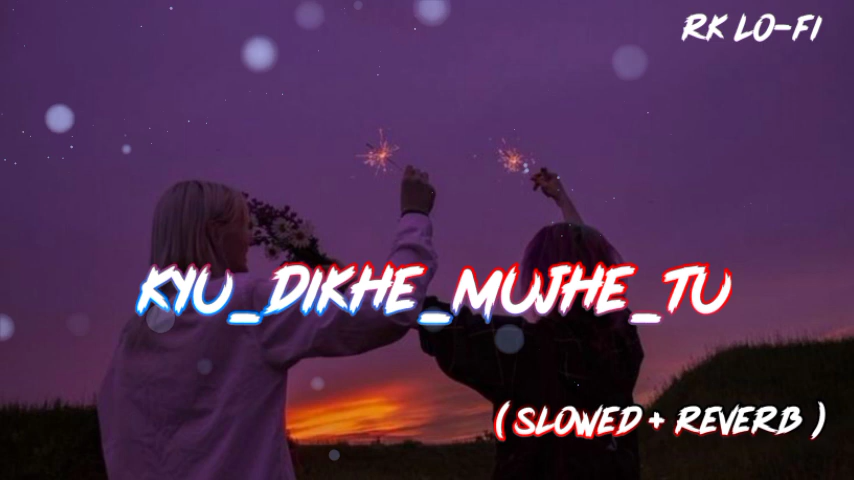 RK LO-FI
KYU_DIKHE_MUJHE_TU
( SLOWED + REVERB )